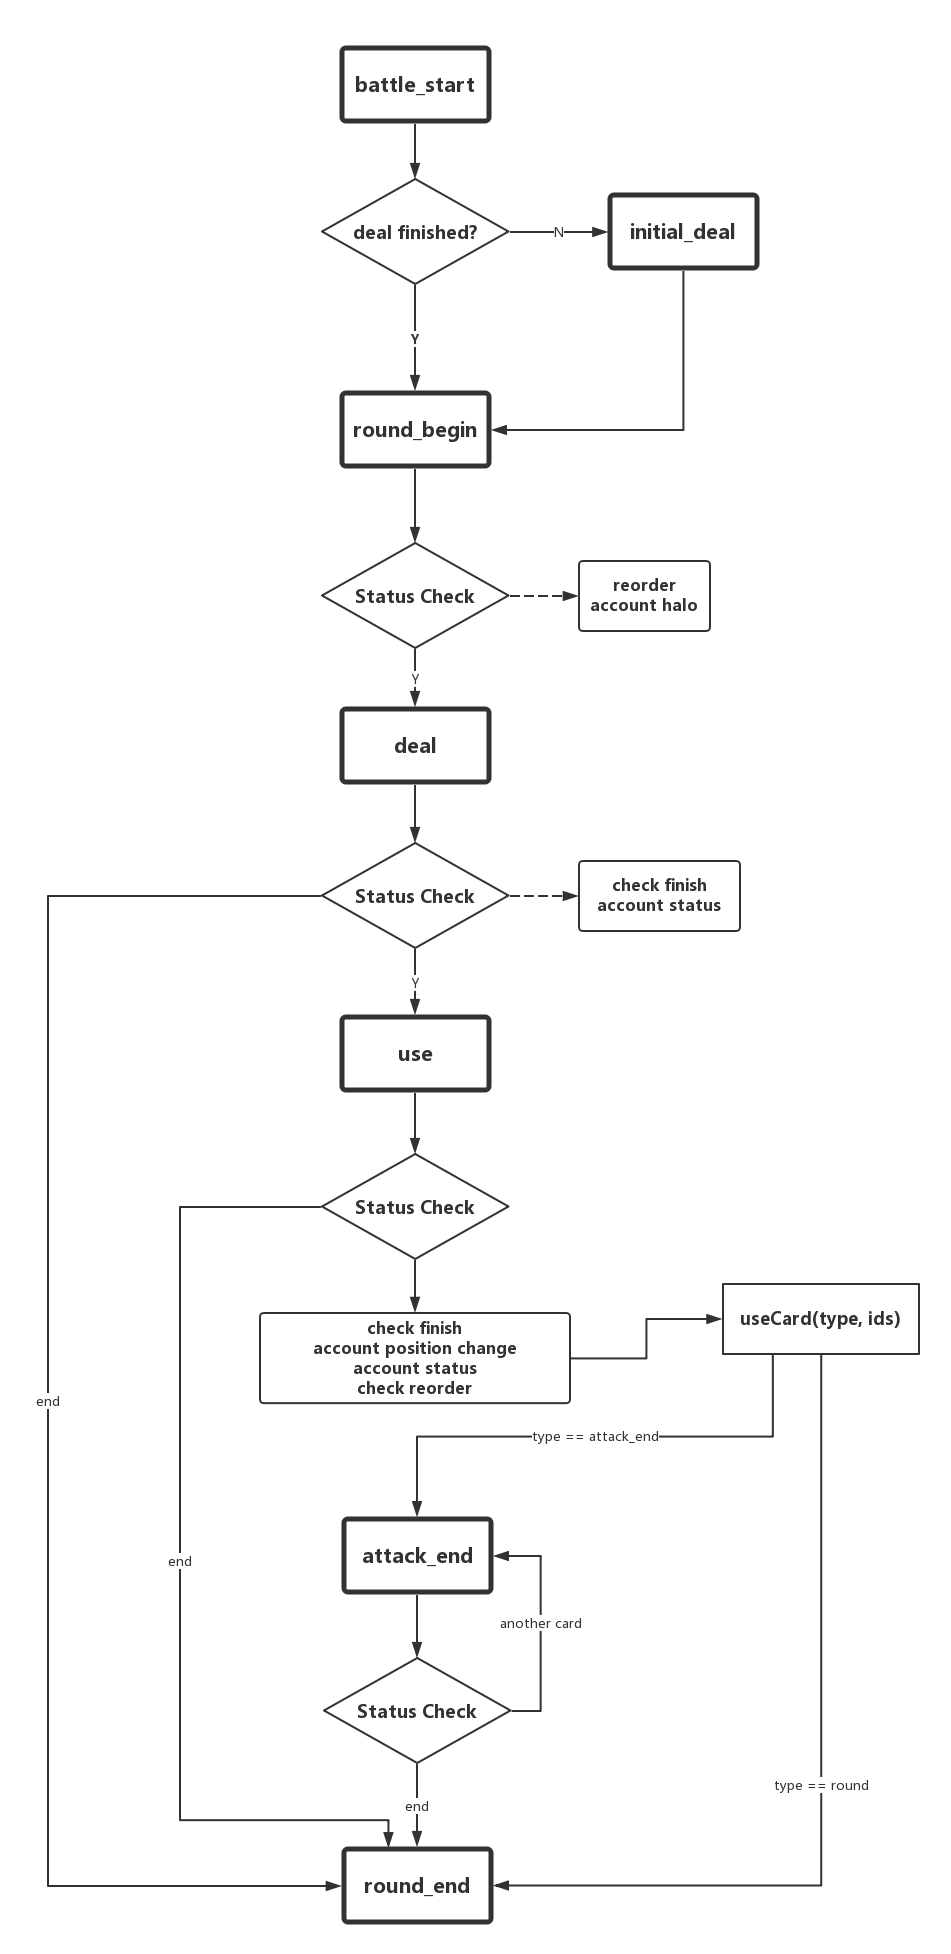 battle_start
deal finished?
N
initial_deal
Y
round_begin
Status Check
reorder
account halo
Y
deal
Status Check
check finish
account status
Y
use
Status Check
check finish
account position change
account status
check reorder
useCard(type, ids)
end
type == attack_end
attack_end
end
another card
Status Check
type == round
end
round_end